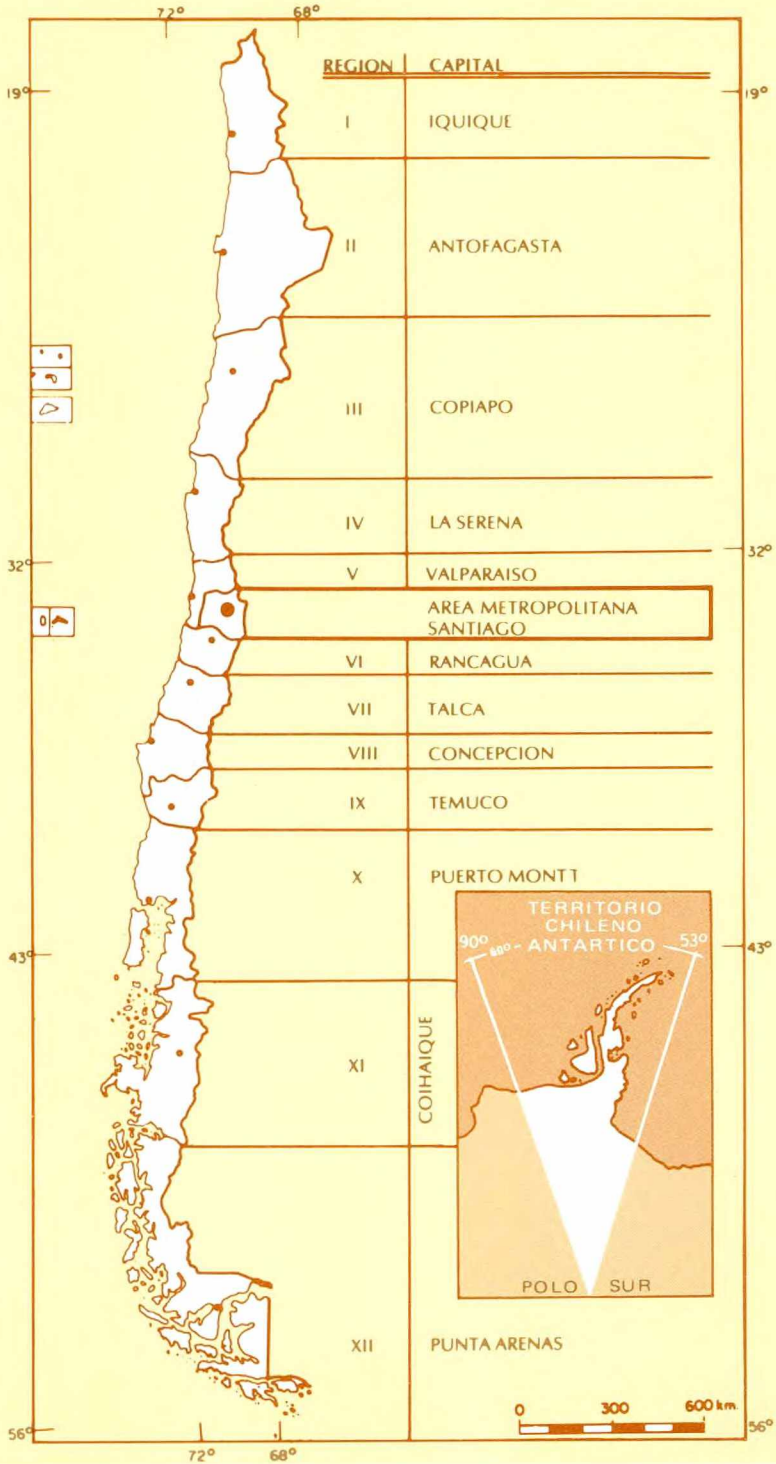 72° 68°
REGION CAPITAL
19° 19°
I IQUIQUE
II ANTOFAGASTA
III COPIAPO
IV LA SERENA
32° 32°
V VALPARAISO
AREA METROPOLITANA
SANTIAGO
VI RANCAGUA
VII TALCA
VIII CONCEPCION
IX TEMUCO
X PUERTO MONTT
TERRITORIO
CHILENO
ANTARTICO
90° 60° 53°
43° 43°
XI COIHAIQUE
POLO SUR
XII PUNTA ARENAS
0 300 600 km.
56° 56°
72° 68°